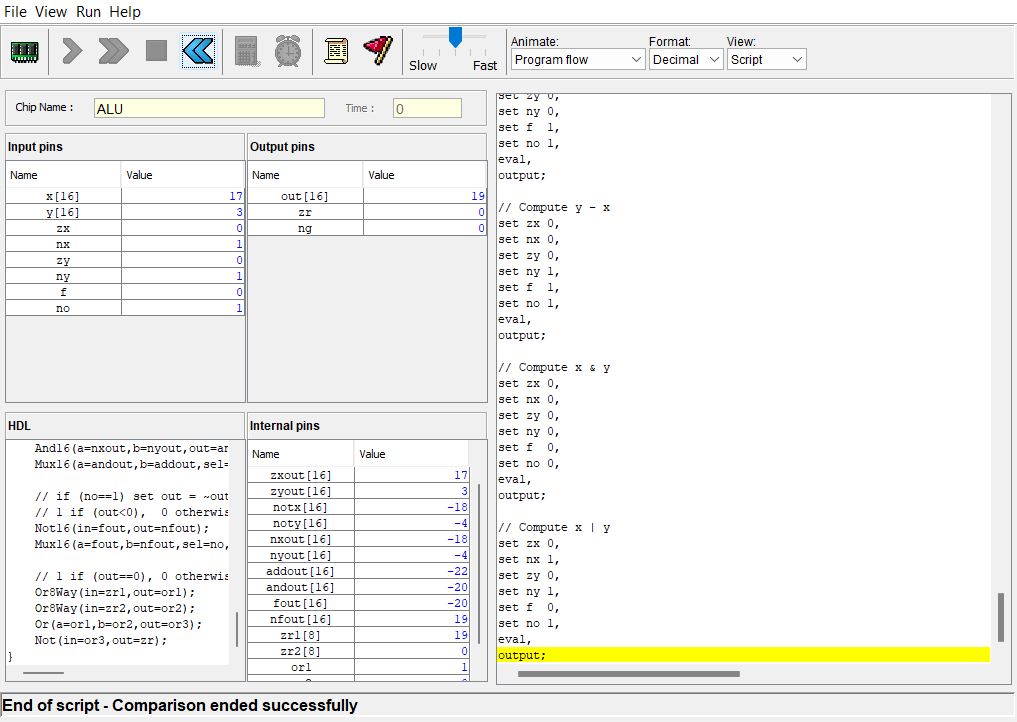 File View Run Help
Slow Fast
Animate:
Program flow
Format:
Decimal
View:
Script
Chip Name : ALU Time : 0
Input pins
Name Value
x[16] 17
y[16] 3
zx 0
nx 1
zy 0
ny 1
f 0
no 1
Output pins
Name Value
out[16] 19
zr 0
ng 0
HDL
And16(a=nxout,b=nyout,out=an
Mux16(a=andout,b=addout,sel=
// if (no==1) set out = ~out
// 1 if (out<0), 0 otherwis
Not16(in=fout,out=nfout);
Mux16(a=fout,b=nfout,sel=no,
// 1 if (out==0), 0 otherwis
Or8Way(in=zr1,out=or1);
Or8Way(in=zr2,out=or2);
Or(a=or1,b=or2,out=or3);
Not(in=or3,out=zr);
}
Internal pins
Name Value
zxout[16] 17
zyout[16] 3
notx[16] -18
noty[16] -4
nxout[16] -18
nyout[16] -4
addout[16] -22
andout[16] -20
fout[16] -20
nfout[16] 19
zr1[8] 19
zr2[8] 0
or1 1
set zy 0,
set ny 0,
set f 1,
set no 1,
eval,
output;
// Compute y - x
set zx 0,
set nx 0,
set zy 0,
set ny 1,
set f 1,
set no 1,
eval,
output;
// Compute x & y
set zx 0,
set nx 0,
set zy 0,
set ny 0,
set f 0,
set no 0,
eval,
output;
// Compute x | y
set zx 0,
set nx 1,
set zy 0,
set ny 1,
set f 0,
set no 1,
eval,
output;
End of script - Comparison ended successfully